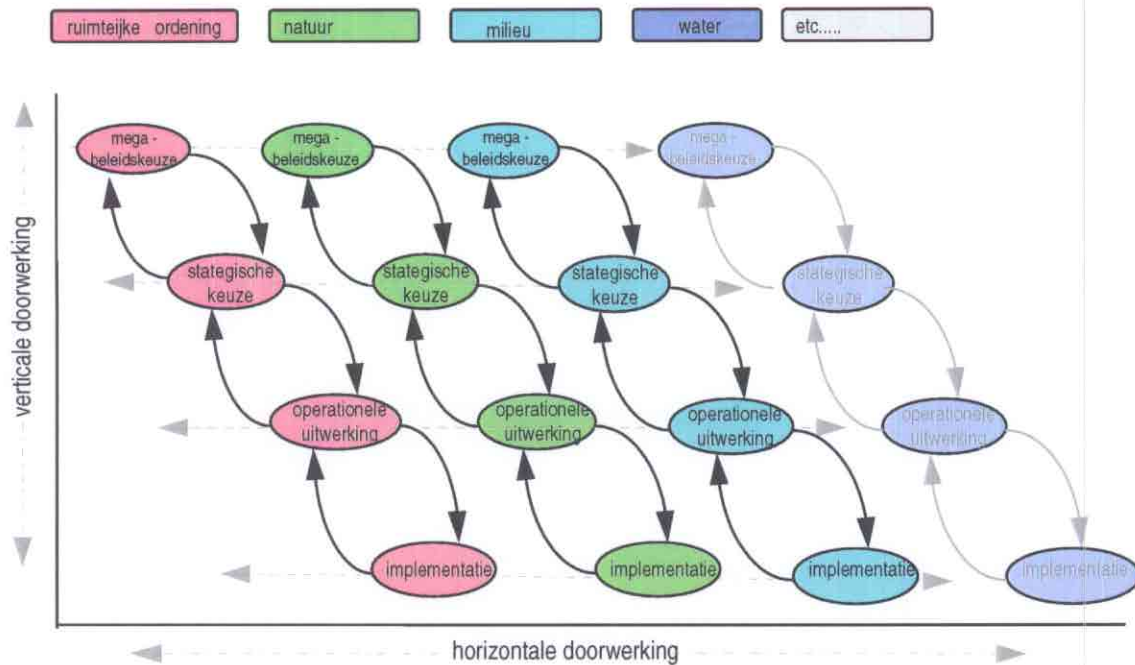 ruimteijke ordening
natuur
milieu
water
etc.....
mega -
beleidskeuze
mega -
beleidskeuze
mega -
beleidskeuze
mega -
beleidskeuze
stategische
keuze
stategische
keuze
stategische
keuze
stategische
keuze
operationele
uitwerking
operationele
uitwerking
operationele
uitwerking
operationele
uitwerking
implementatie
implementatie
implementatie
implementatie
verticale doorwerking
horizontale doorwerking